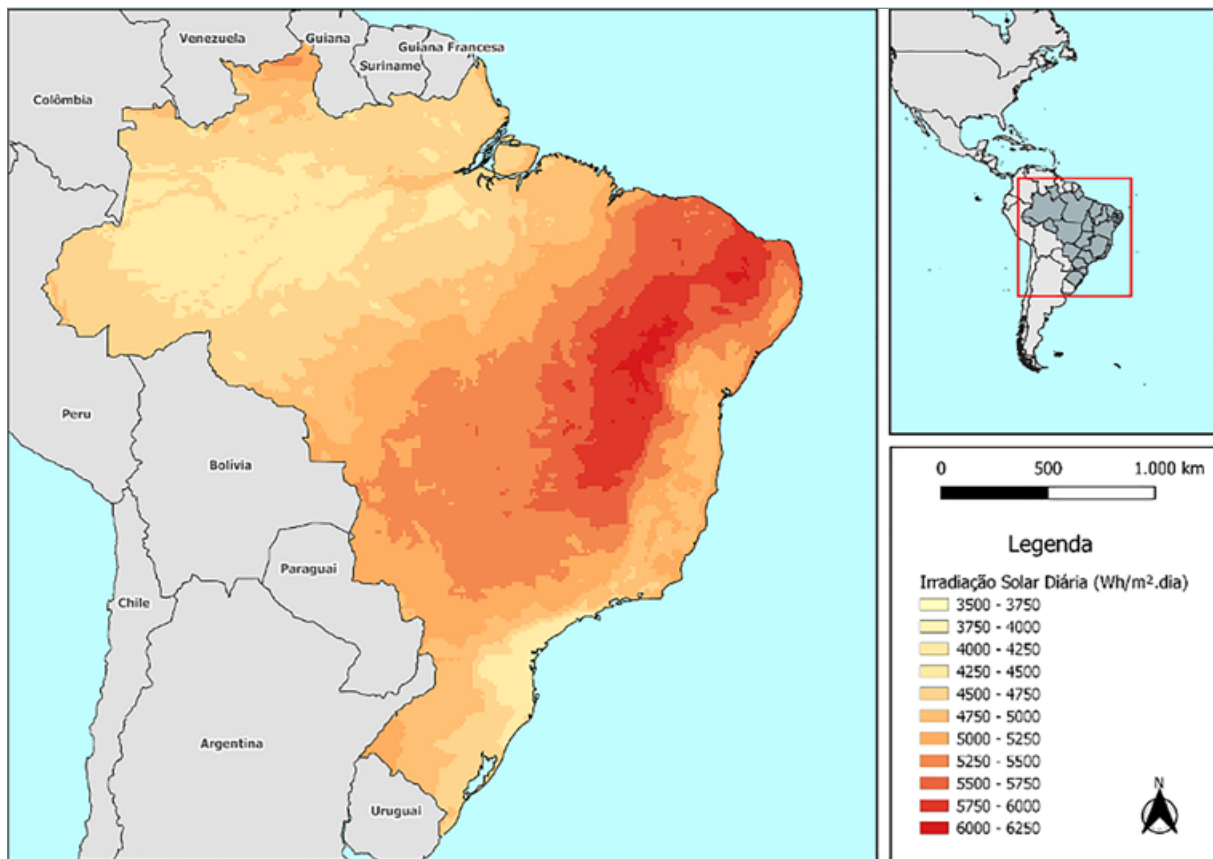 Venezuela
Guiana
Guiana Francesa
Suriname
Colômbia
Peru
Bolívia
Paraguai
Chile
Argentina
Uruguai
0 500 1.000 km
Legenda
Irradiação Solar Diária (Wh/m².dia)
3500 - 3750
3750 - 4000
4000 - 4250
4250 - 4500
4500 - 4750
4750 - 5000
5000 - 5250
5250 - 5500
5500 - 5750
5750 - 6000
6000 - 6250
N